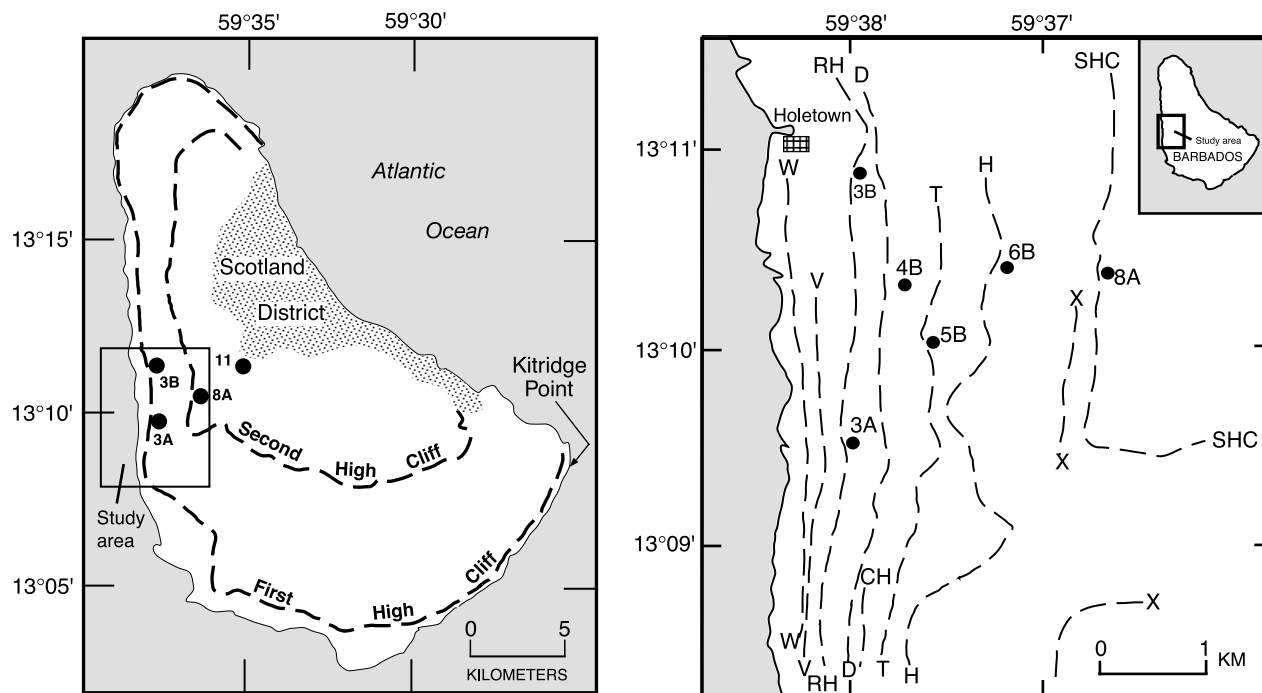 59°35'
59°30'
Atlantic
Ocean
13°15'
Scotland
District
11
3B
8A
3A
13°10'
Kitridge
Point
Second
High
Cliff
Study
area
13°05'
First
High
Cliff
0 5
KILOMETERS
59°38'
59°37'
RH
D
SHC
Holetown
13°11'
W
3B
H
T
Study area
BARBADOS
V
4B
6B
8A
X
5B
13°10'
3A
X
SHC
13°09'
CH
X
W
V
RH
D
T
H
0 1
KM